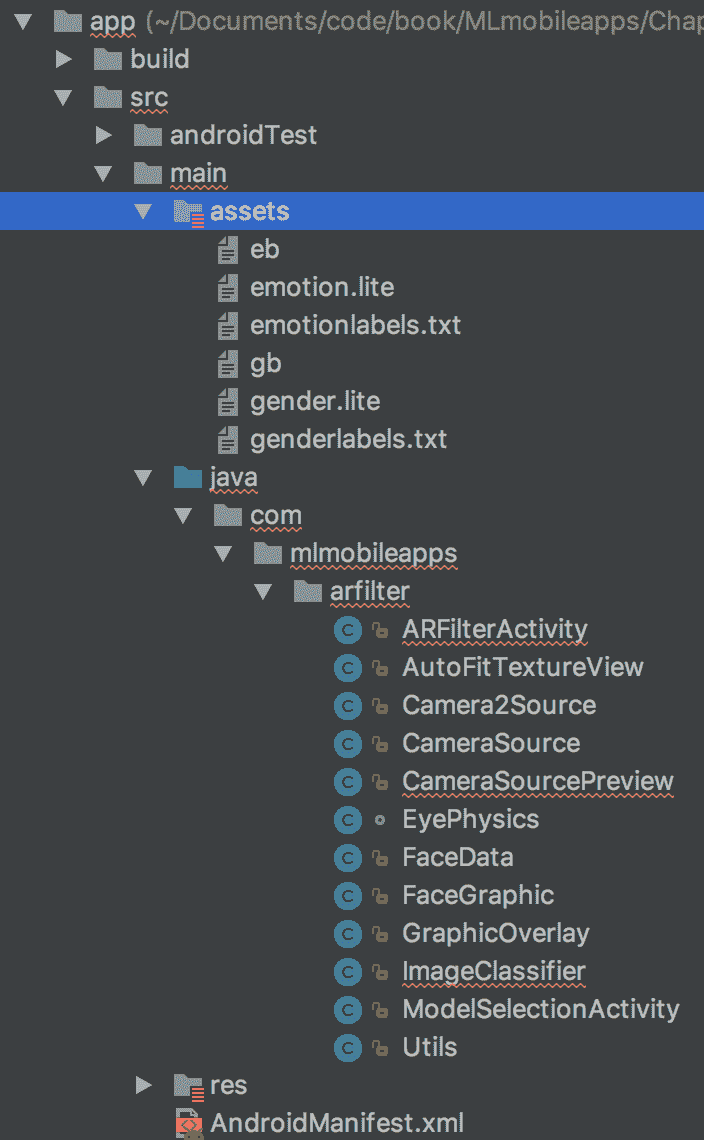 app (~/Documents/code/book/MLmobileapps/Chap
build
src
androidTest
main
assets
eb
emotion.lite
emotionlabels.txt
gb
gender.lite
genderlabels.txt
java
com
mlmobileapps
arfilter
C ARFilterActivity
C AutoFitTextureView
C Camera2Source
C CameraSource
C CameraSourcePreview
C EyePhysics
C FaceData
C FaceGraphic
C GraphicOverlay
C ImageClassifier
C ModelSelectionActivity
C Utils
res
AndroidManifest.xml